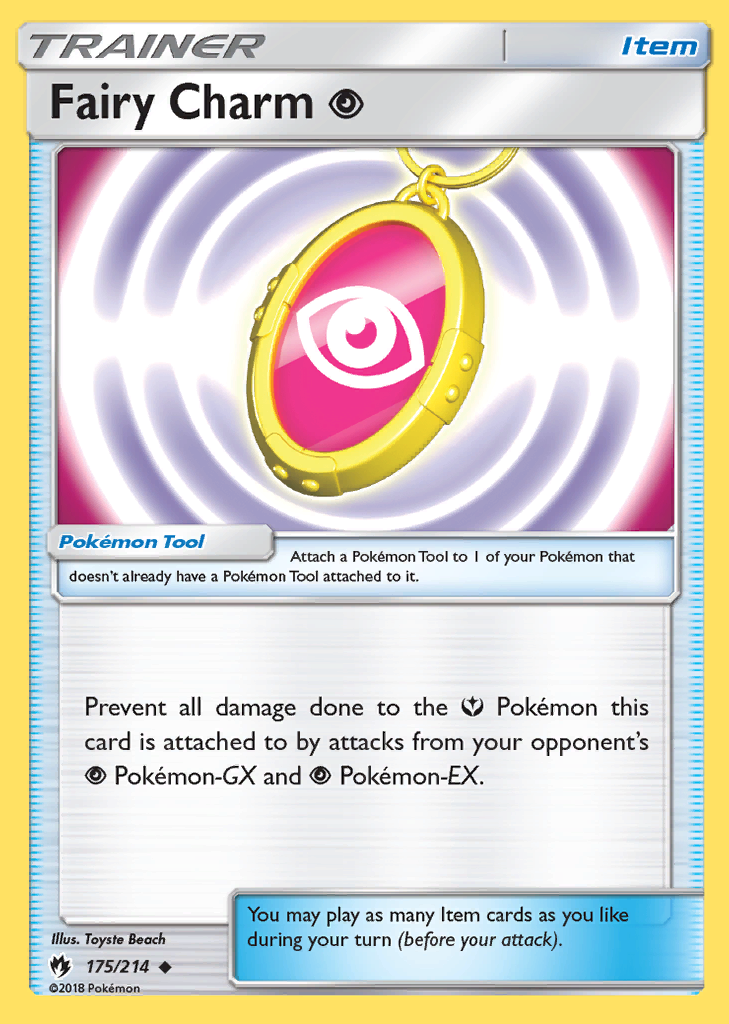 TRAINER
Item
Fairy Charm
Pokémon Tool
Attach a Pokémon Tool to 1 of your Pokémon that
doesn't already have a Pokémon Tool attached to it.
Prevent all damage done to the Pokémon this
card is attached to by attacks from your opponent's
Pokémon-GX and Pokémon-EX.
You may play as many Item cards as you like
during your turn (before your attack).
Illus. Toyste Beach
175/214
©2018 Pokémon